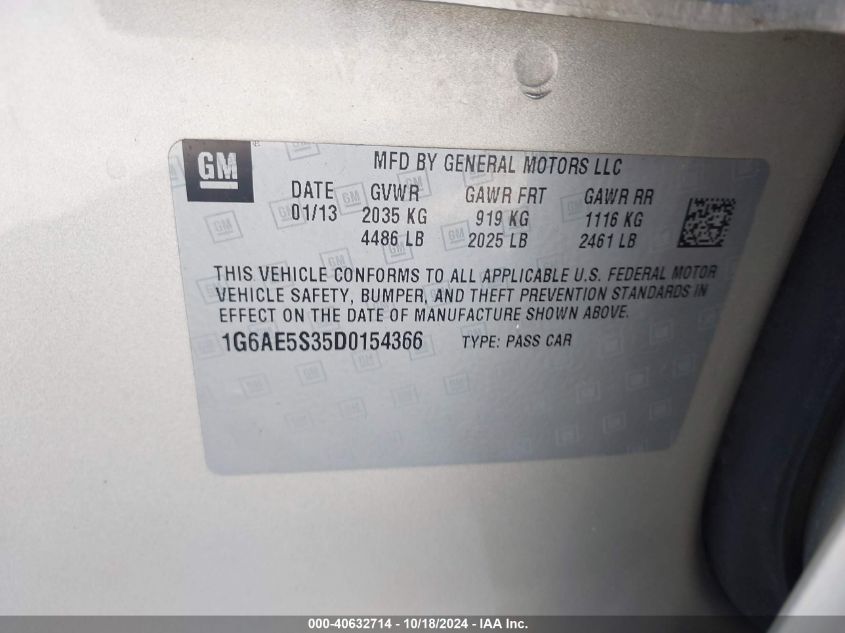 GM
MFD BY GENERAL MOTORS LLC
DATE GVWR GAWR FRT GAWR RR
01/13 2035 KG 919 KG 1116 KG
4486 LB 2025 LB 2461 LB
THIS VEHICLE CONFORMS TO ALL APPLICABLE U.S. FEDERAL MOTOR
VEHICLE SAFETY, BUMPER, AND THEFT PREVENTION STANDARDS IN
EFFECT ON THE DATE OF MANUFACTURE SHOWN ABOVE.
1G6AE5S35D0154366 TYPE: PASS CAR
000-40632714 - 10/18/2024 - IAA Inc.